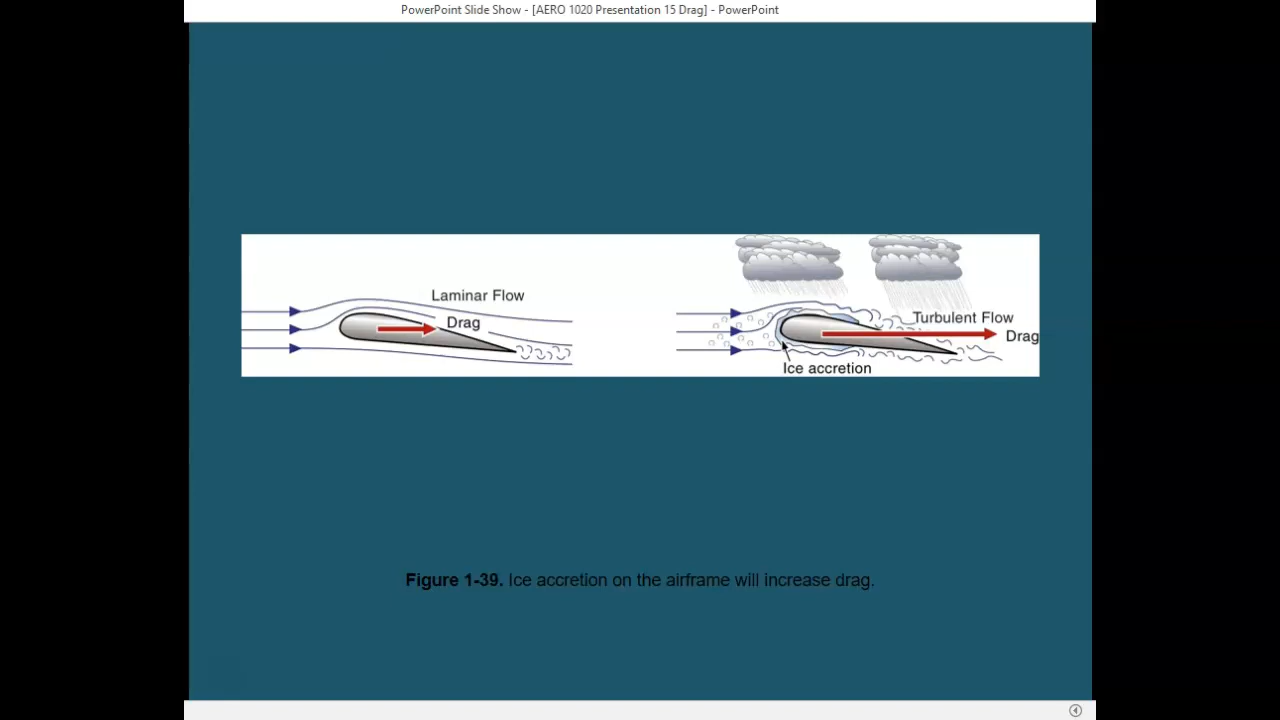 PowerPoint Slide Show - [AERO 1020 Presentation 15 Drag] - PowerPoint
Laminar Flow
Drag
Turbulent Flow
Drag
Ice accretion
Figure 1-39. Ice accretion on the airframe will increase drag.